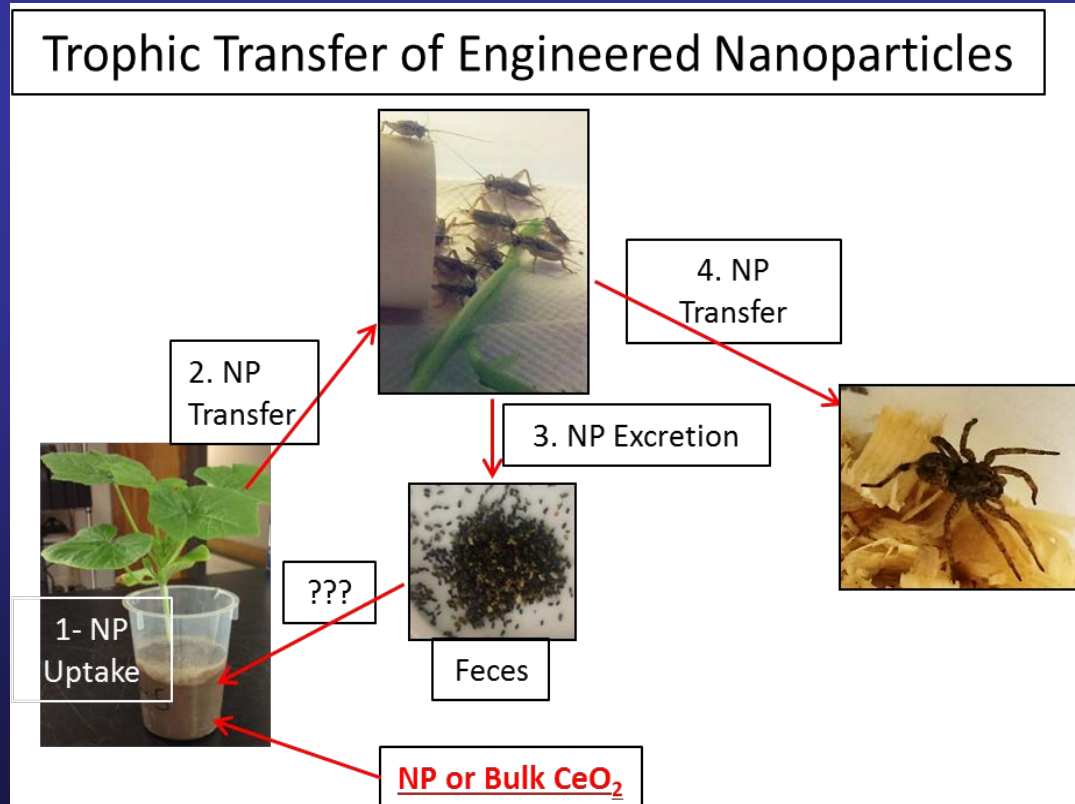 Trophic Transfer of Engineered Nanoparticles
4. NP
Transfer
2. NP
Transfer
3. NP Excretion
???
1- NP
Uptake
Feces
NP or Bulk CeO₂